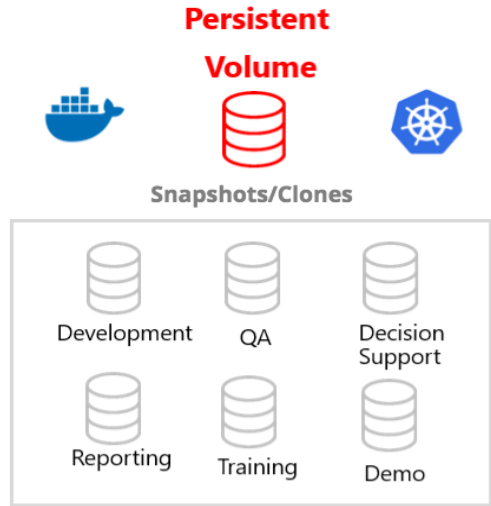 Persistent
Volume
Snapshots/Clones
Development
QA
Decision
Support
Reporting
Training
Demo